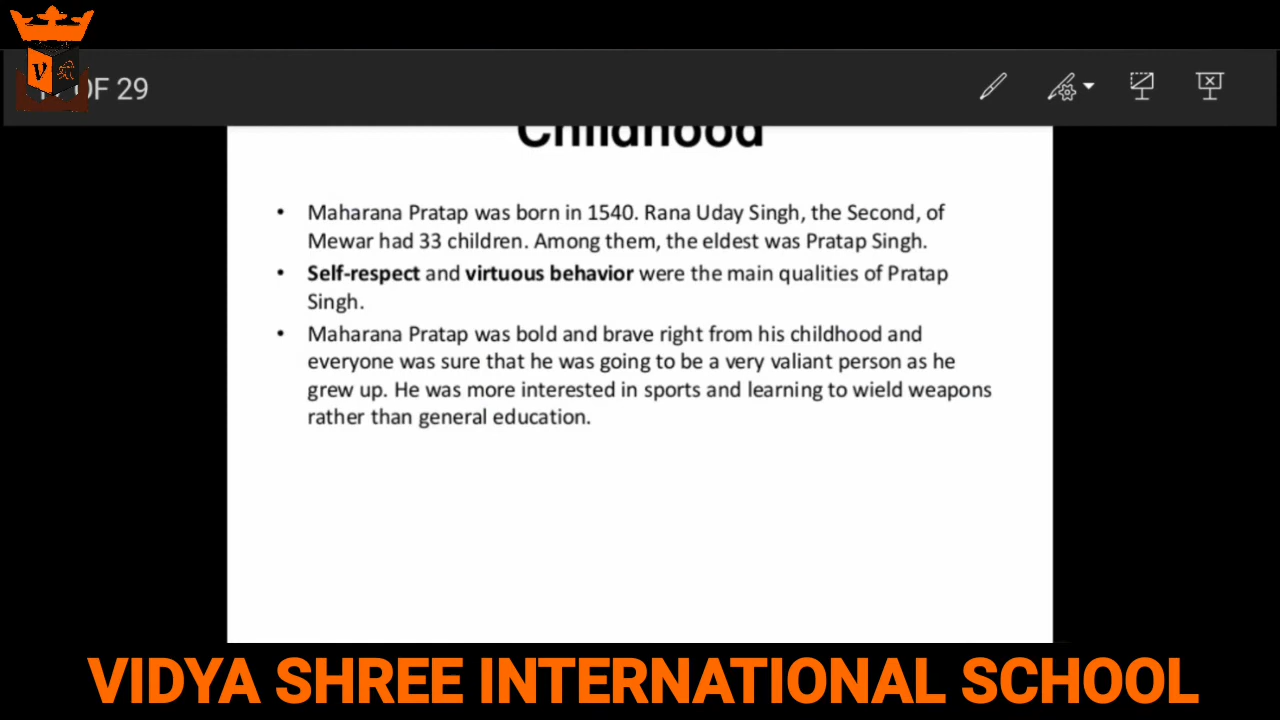 OF 29
Childhood
• Maharana Pratap was born in 1540. Rana Uday Singh, the Second, of
Mewar had 33 children. Among them, the eldest was Pratap Singh.
• Self-respect and virtuous behavior were the main qualities of Pratap
Singh.
• Maharana Pratap was bold and brave right from his childhood and
everyone was sure that he was going to be a very valiant person as he
grew up. He was more interested in sports and learning to wield weapons
rather than general education.
VIDYA SHREE INTERNATIONAL SCHOOL